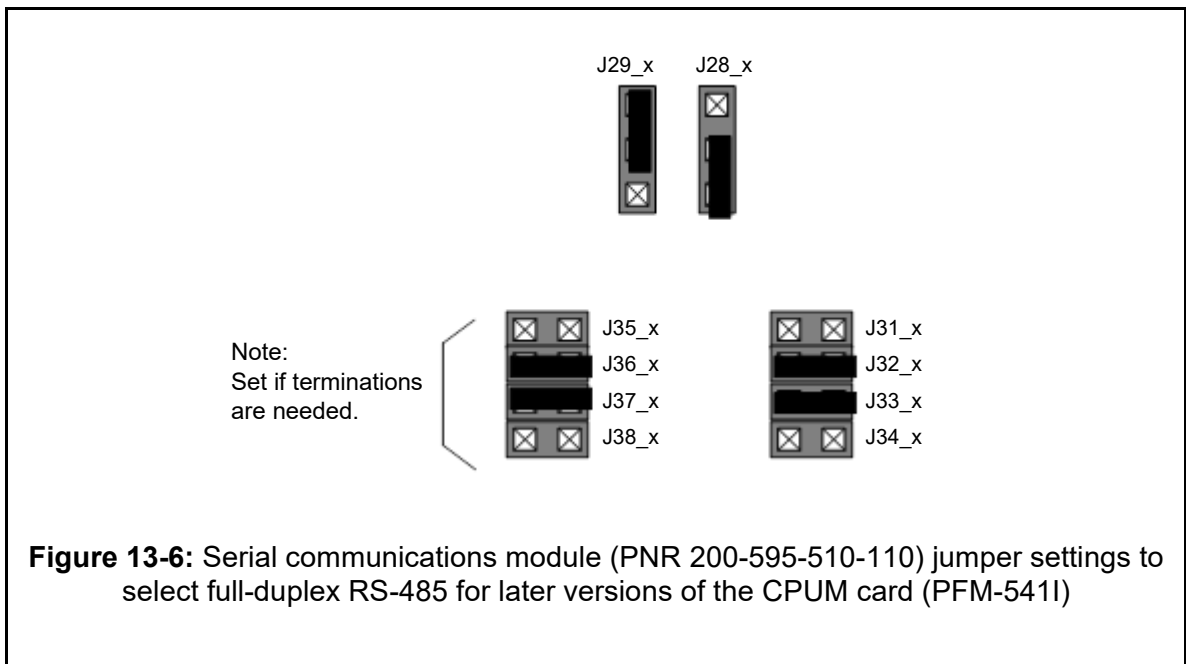 J29_x J28_x
J35_x J31_x
Note:
J36_x J32_x
Set if terminations
J37_x J33_x
are needed.
J38_x J34_x
Figure 13-6: Serial communications module (PNR 200-595-510-110) jumper settings to
select full-duplex RS-485 for later versions of the CPUM card (PFM-541I)